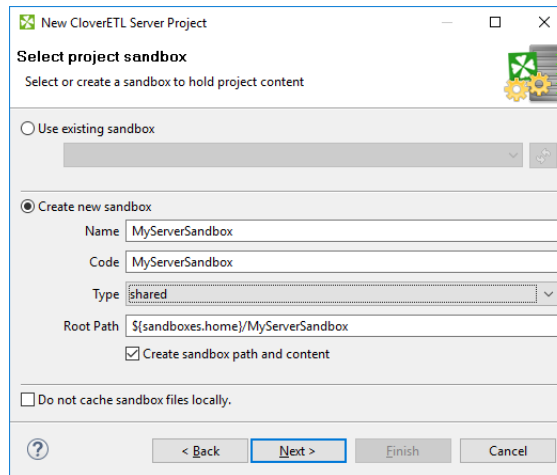 New CloverETL Server Project
Select project sandbox
Select or create a sandbox to hold project content
Use existing sandbox
Create new sandbox
Name MyServerSandbox
Code MyServerSandbox
Type shared
Root Path ${sandboxes.home}/MyServerSandbox
Create sandbox path and content
Do not cache sandbox files locally.
? < Back Next > Finish Cancel